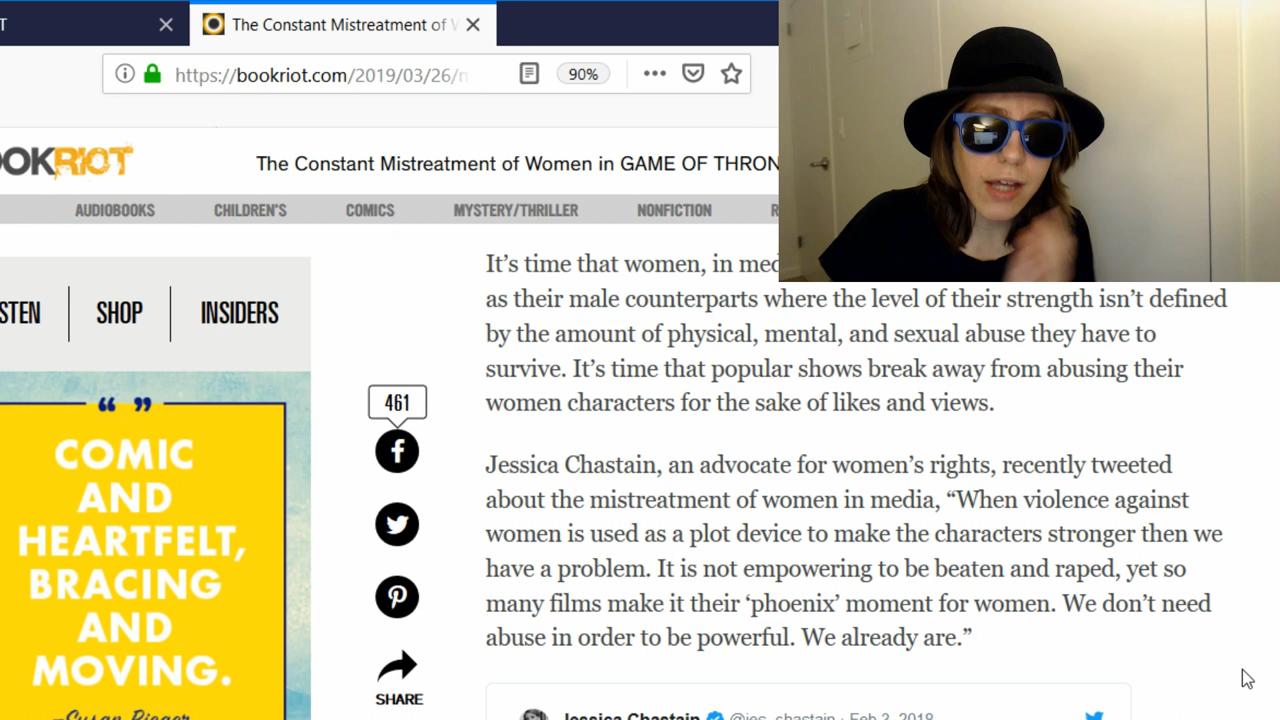 T
The Constant Mistreatment of
https://bookriot.com/2019/03/26/
90%
OOKRIOT
The Constant Mistreatment of Women in GAME OF THRON
AUDIOBOOKS
CHILDREN'S
COMICS
MYSTERY/THRILLER
NONFICTION
R
STEN
SHOP
INSIDERS
It's time that women, in med
as their male counterparts where the level of their strength isn't defined
by the amount of physical, mental, and sexual abuse they have to
survive. It's time that popular shows break away from abusing their
women characters for the sake of likes and views.
461
Jessica Chastain, an advocate for women's rights, recently tweeted
about the mistreatment of women in media, “When violence against
women is used as a plot device to make the characters stronger then we
have a problem. It is not empowering to be beaten and raped, yet so
many films make it their ‘phoenix’ moment for women. We don't need
abuse in order to be powerful. We already are.”
SHARE
“ ”
COMIC
AND
HEARTFELT,
BRACING
AND
MOVING.
–Susan Rieger
Jessica Chastain @jes_chastain · Feb 3, 2018